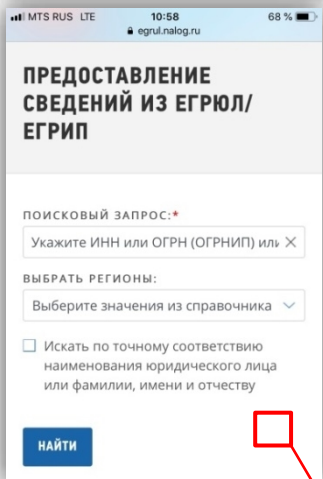 MTS RUS LTE 10:58 68 %
egrul.nalog.ru
ПРЕДОСТАВЛЕНИЕ
СВЕДЕНИЙ ИЗ ЕГРЮЛ/
ЕГРИП
ПОИСКОВЫЙ ЗАПРОС:*
Укажите ИНН или ОГРН (ОГРНИП) или
ВЫБРАТЬ РЕГИОНЫ:
Выберите значения из справочника
Искать по точному соответствию
наименования юридического лица
или фамилии, имени и отчеству
НАЙТИ